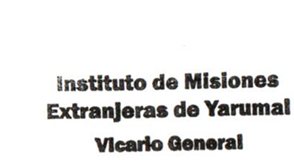 Instituto de Misiones
Extranjeras de Yarumal
Vicario General